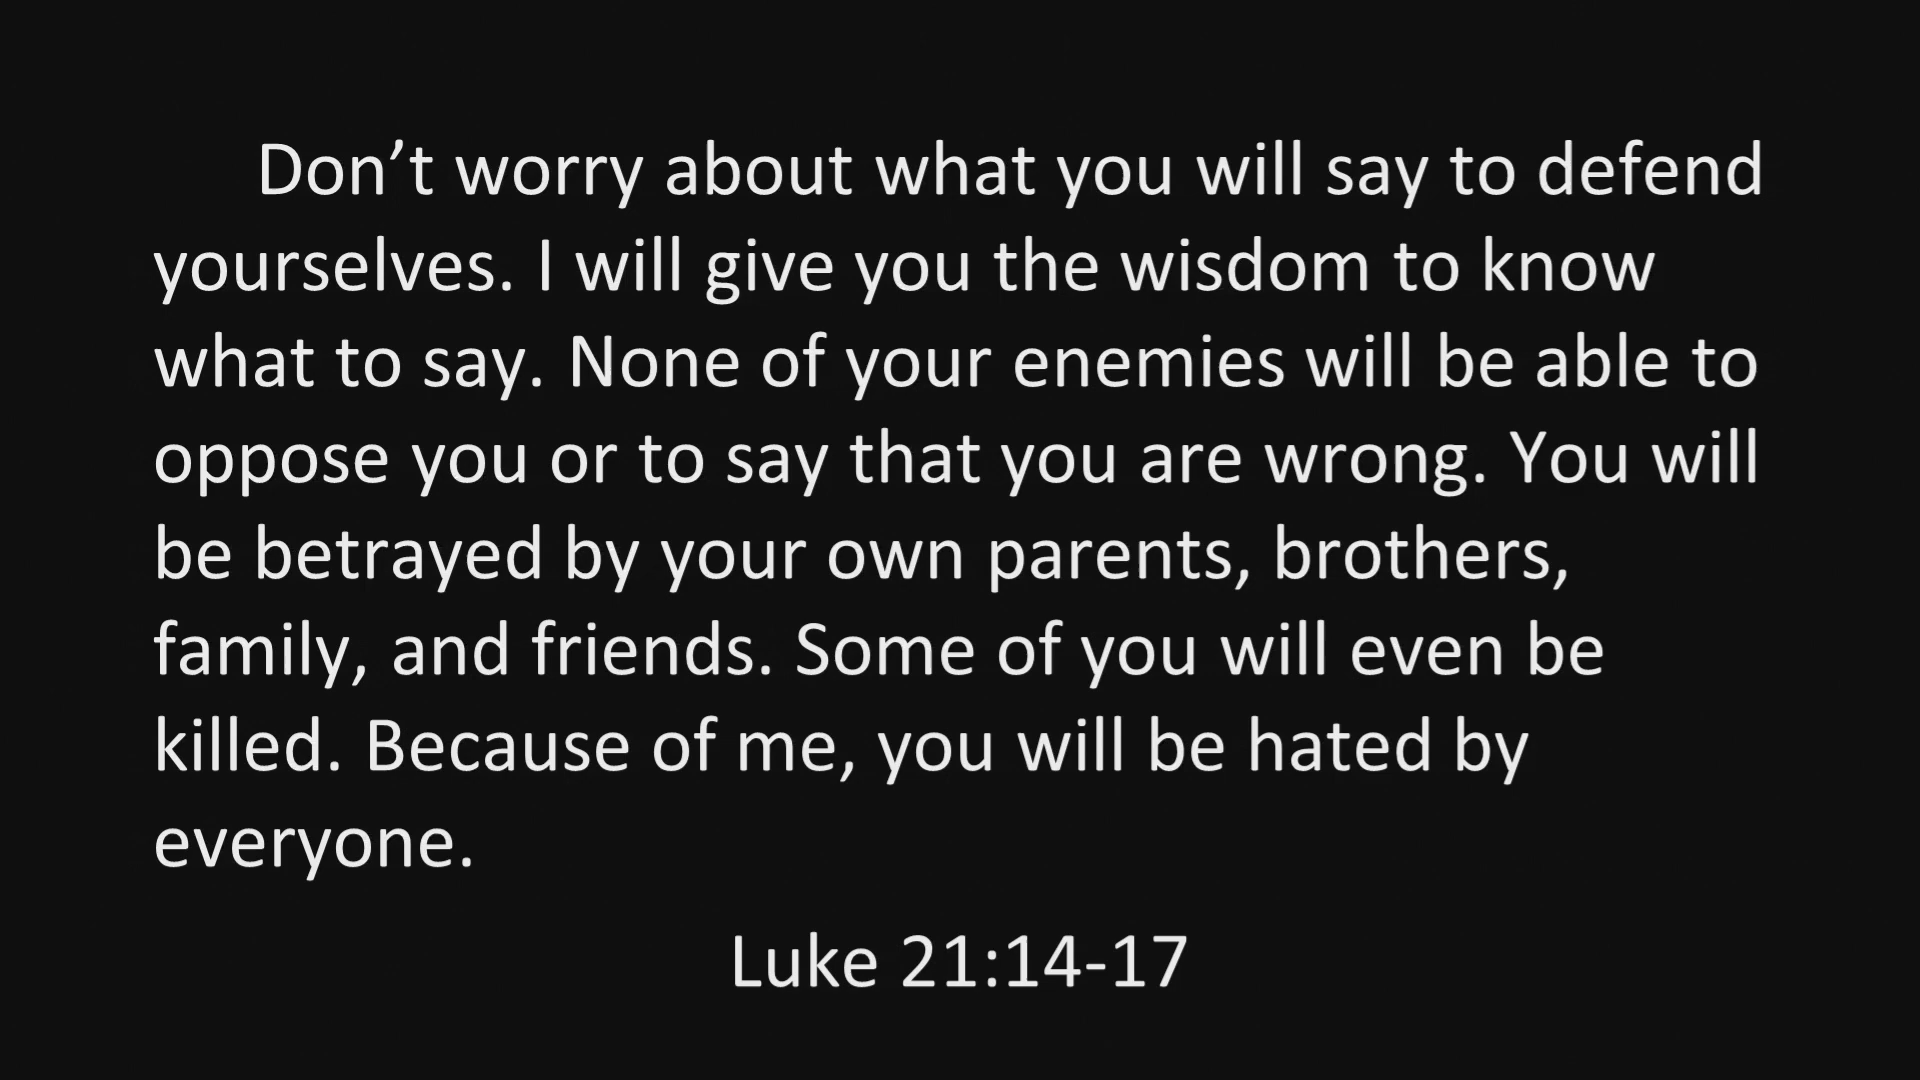 Don’t worry about what you will say to defend
yourselves. I will give you the wisdom to know
what to say. None of your enemies will be able to
oppose you or to say that you are wrong. You will
be betrayed by your own parents, brothers,
family, and friends. Some of you will even be
killed. Because of me, you will be hated by
everyone.
Luke 21:14-17